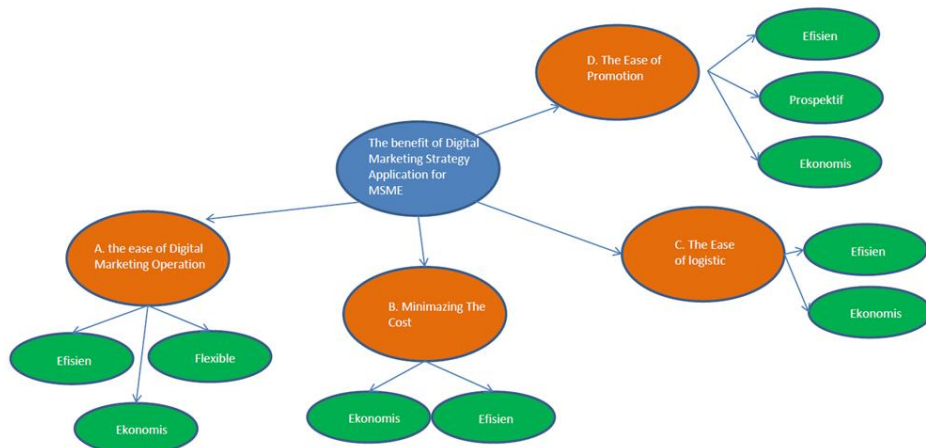 The benefit of Digital
Marketing Strategy
Application for
MSME
A. the ease of Digital
Marketing Operation
Efisien
Flexible
Ekonomis
B. Minimazing The
Cost
Ekonomis
Efisien
C. The Ease
of logistic
Efisien
Ekonomis
D. The Ease of
Promotion
Efisien
Prospektif
Ekonomis